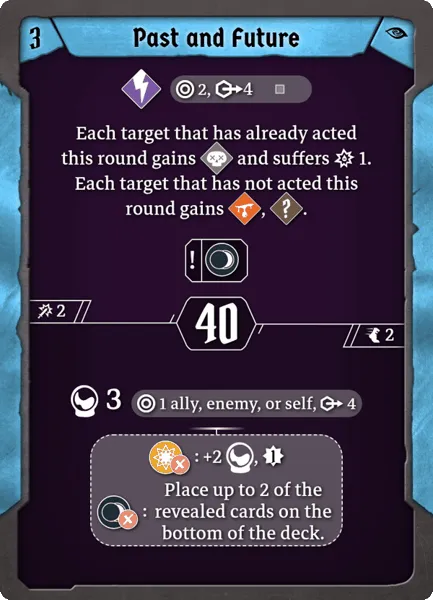 3 Past and Future
2, 4
Each target that has already acted
this round gains and suffers 1.
Each target that has not acted this
round gains , ? .
!
2
40
2
3 1 ally, enemy, or self, 4
: +2 , 1
Place up to 2 of the
: revealed cards on the
bottom of the deck.